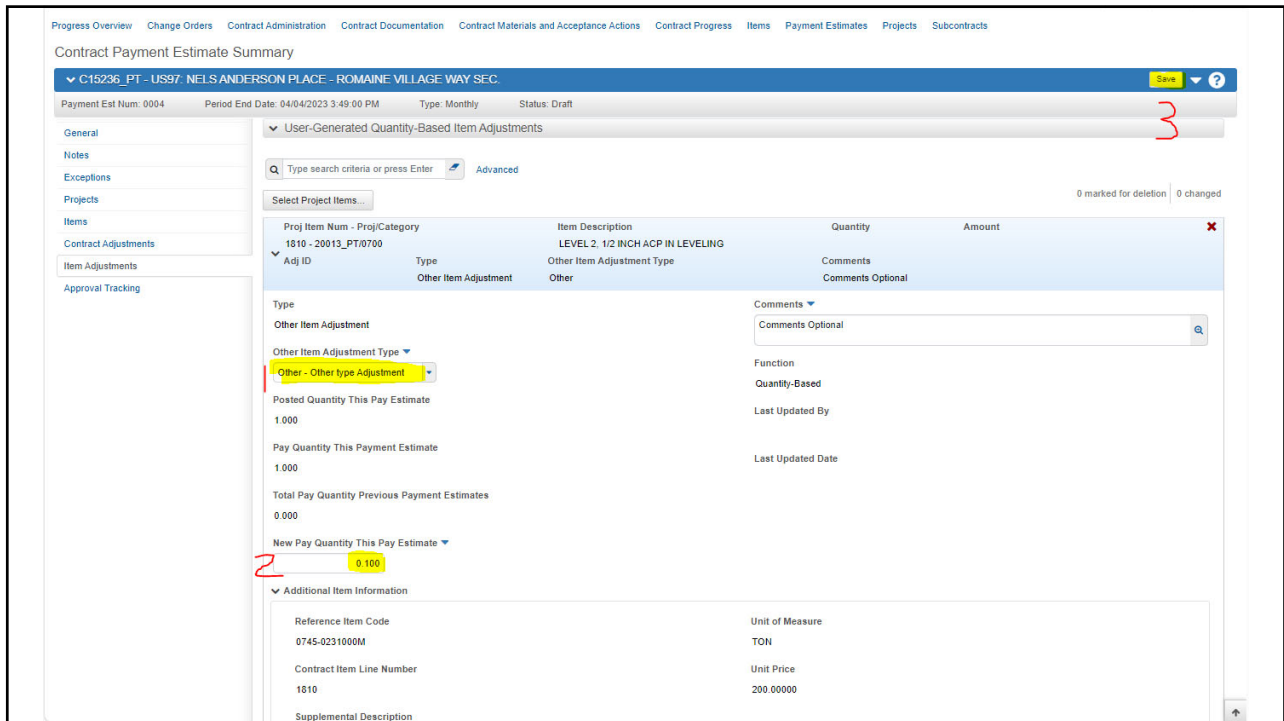 Progress Overview Change Orders Contract Administration Contract Documentation Contract Materials and Acceptance Actions Contract Progress Items Payment Estimates Projects Subcontracts
Contract Payment Estimate Summary
C15236_PT - US97: NELS ANDERSON PLACE - ROMAINE VILLAGE WAY SEC. Save ?
3
Payment Est Num: 0004 Period End Date: 04/04/2023 3:49:00 PM Type: Monthly Status: Draft
General
Notes
Exceptions
Projects
Items
Contract Adjustments
Item Adjustments
Approval Tracking
User-Generated Quantity-Based Item Adjustments
Type search criteria or press Enter Advanced
Select Project Items... 0 marked for deletion 0 changed
Proj Item Num - Proj/Category Item Description Quantity Amount
1810 - 20013_PT/0700 LEVEL 2, 1/2 INCH ACP IN LEVELING
Adj ID Type Other Item Adjustment Type Comments
Other Item Adjustment Other Comments Optional
Type
Other Item Adjustment
Other Item Adjustment Type
1 Other - Other type Adjustment
Posted Quantity This Pay Estimate
1.000
Pay Quantity This Payment Estimate
1.000
Total Pay Quantity Previous Payment Estimates
0.000
New Pay Quantity This Pay Estimate
2 0.100
Comments
Comments Optional
Function
Quantity-Based
Last Updated By
Last Updated Date
Additional Item Information
Reference Item Code
0745-0231000M
Contract Item Line Number
1810
Supplemental Description
Unit of Measure
TON
Unit Price
200.00000